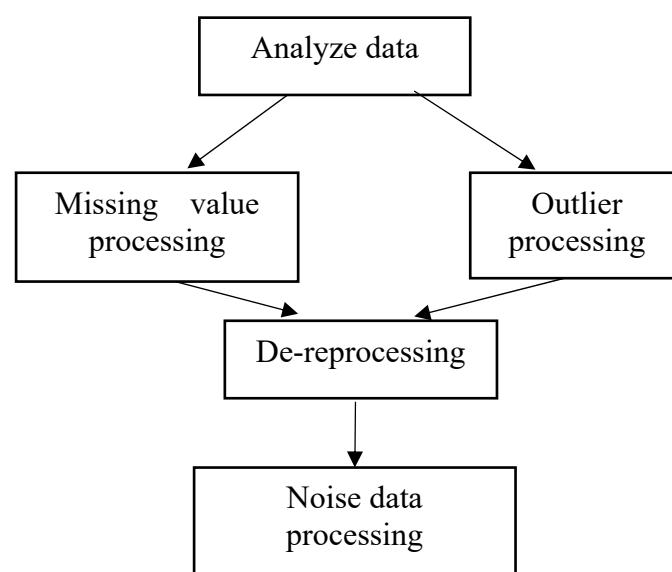 Analyze data
Missing value
processing
Outlier
processing
De-reprocessing
Noise data
processing